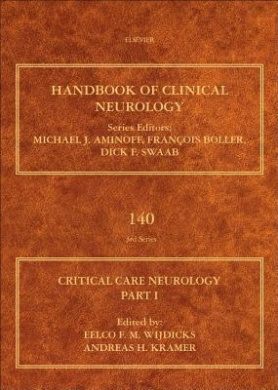 ELSEVIER
HANDBOOK OF CLINICAL
NEUROLOGY
Series Editors:
MICHAEL J. AMINOFF, FRANÇOIS BOLLER,
DICK F. SWAAB
140
3rd Series
CRITICAL CARE NEUROLOGY
PART I
Edited by:
EELCO F. M. WIJDICKS
ANDREAS H. KRAMER